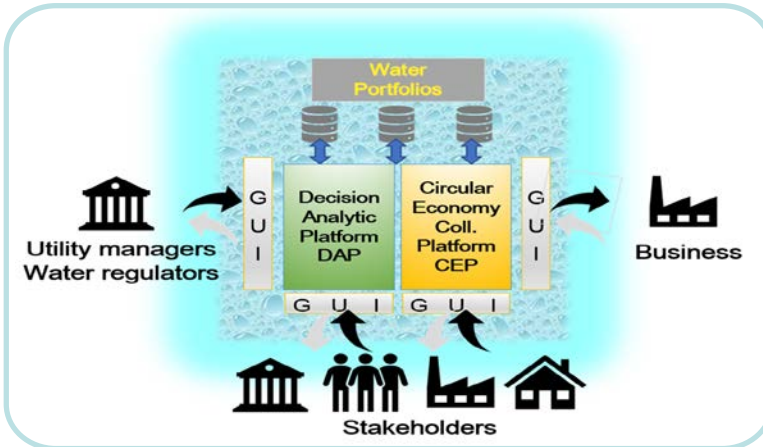 Water
Portfolios
G
U
I
Decision
Analytic
Platform
DAP
Circular
Economy
Coll.
Platform
CEP
G
U
I
Utility managers
Water regulators
Business
G U I
G U I
Stakeholders